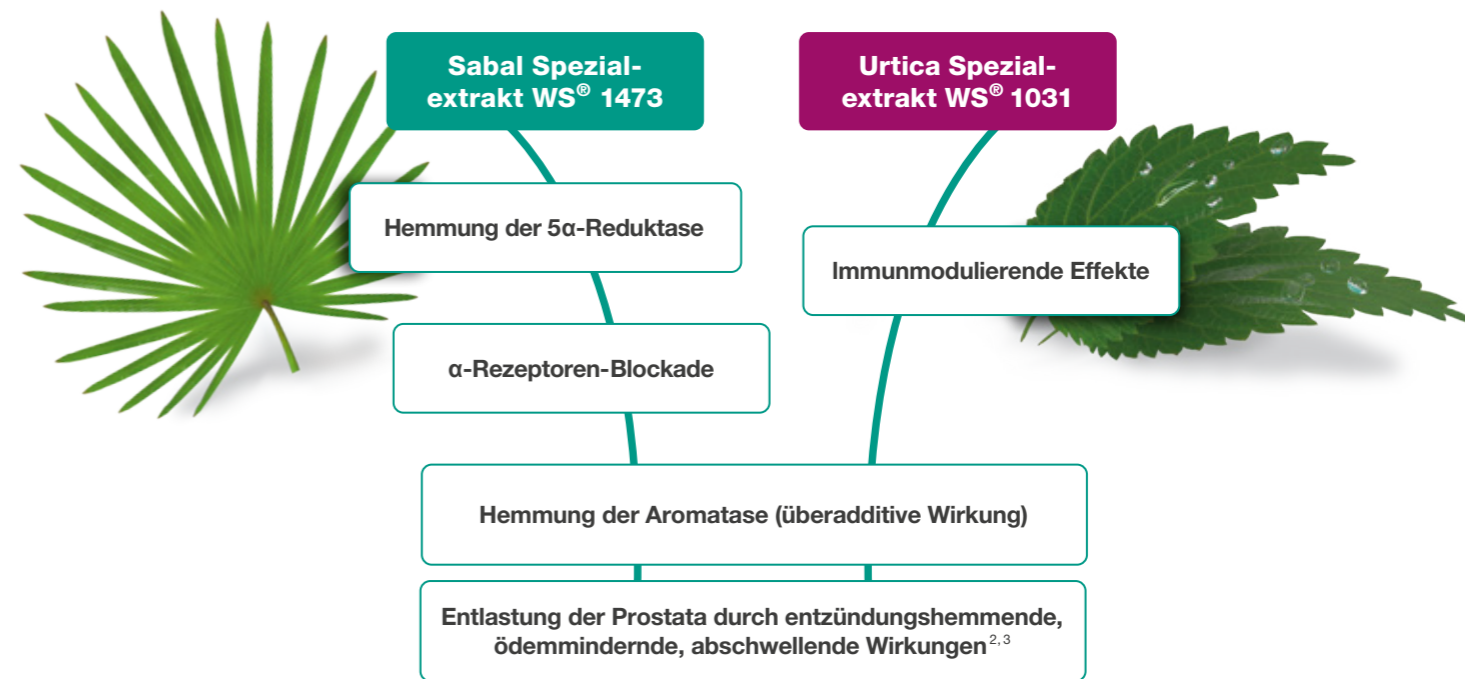 Sabal Spezial-
extrakt WS® 1473
Urtica Spezial-
extrakt WS® 1031
Hemmung der 5α-Reduktase
Immunmodulierende Effekte
α-Rezeptoren-Blockade
Hemmung der Aromatase (überadditive Wirkung)
Entlastung der Prostata durch entzündungshemmende,
ödemmindernde, abschwellende Wirkungen2,3